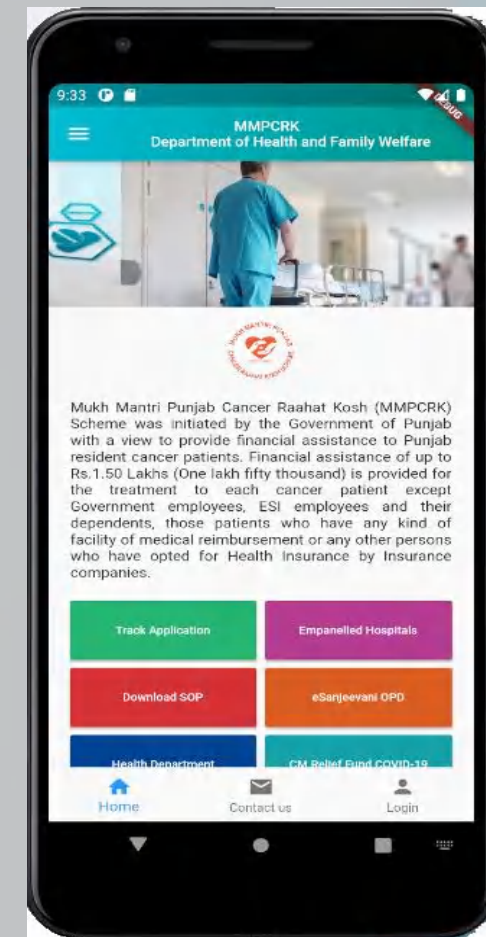 9:33
DEBUG
MMPCRK
Department of Health and Family Welfare
MUKH MANTRI PUNJAB
Mukh Mantri Punjab Cancer Raahat Kosh (MMPCRK)
Scheme was initiated by the Government of Punjab
with a view to provide financial assistance to Punjab
resident cancer patients. Financial assistance of up to
Rs.1.50 Lakhs (One lakh fifty thousand) is provided for
the treatment to each cancer patient except
Government employees, ESI employees and their
dependents, those patients who have any kind of
facility of medical reimbursement or any other persons
who have opted for Health Insurance by Insurance
companies.
Track Application
Empanelled Hospitals
Download SOP
eSanjeevani OPD
Health Department
CM Relief Fund COVID-19
Home
Contact us
Login